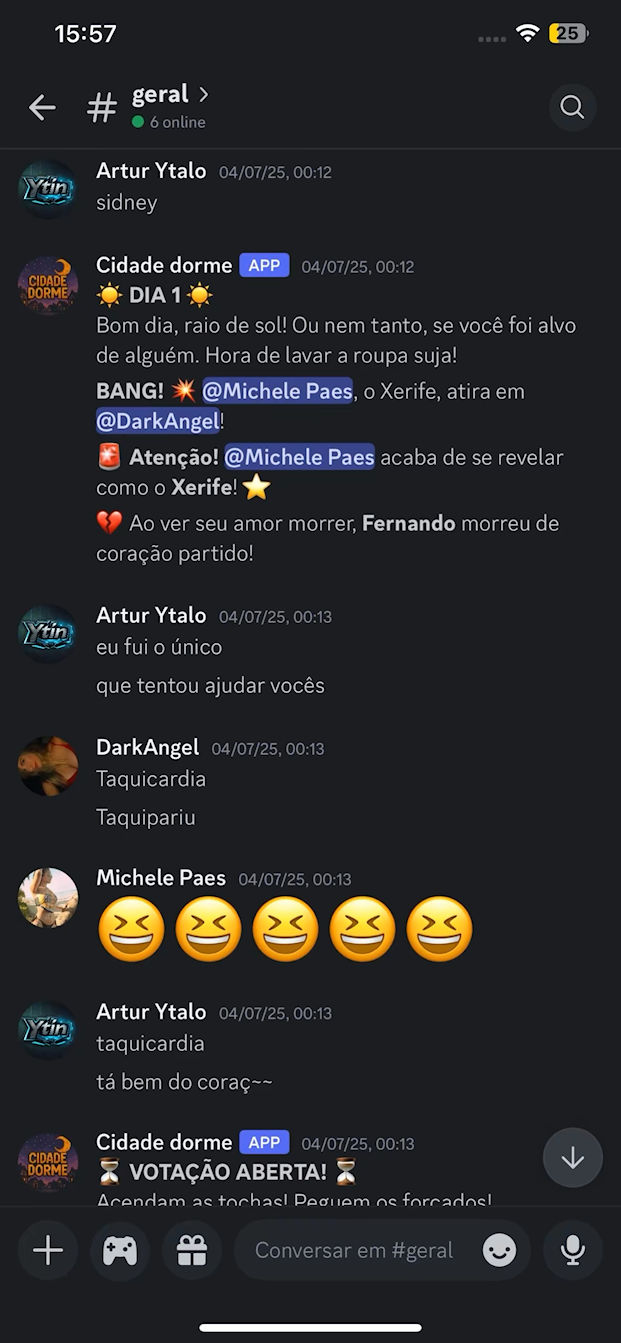 15:57
25
geral
6 online
Artur Ytalo 04/07/25, 00:12
sidney
Cidade dorme APP 04/07/25, 00:12
☀️ DIA 1 ☀️
Bom dia, raio de sol! Ou nem tanto, se você foi alvo
de alguém. Hora de lavar a roupa suja!
BANG! 💥 @Michele Paes, o Xerife, atira em
@DarkAngel!
🚨 Atenção! @Michele Paes acaba de se revelar
como o Xerife! ⭐
💔 Ao ver seu amor morrer, Fernando morreu de
coração partido!
Artur Ytalo 04/07/25, 00:13
eu fui o único
que tentou ajudar vocês
DarkAngel 04/07/25, 00:13
Taquicardia
Taquipariu
Michele Paes 04/07/25, 00:13
😆😆😆😆😆
Artur Ytalo 04/07/25, 00:13
taquicardia
tá bem do coraç~~
Cidade dorme APP 04/07/25, 00:13
⏳ VOTAÇÃO ABERTA! ⏳
Acendam as tochas! Peguem os forcados!
Conversar em #geral
Ytin
CIDADE
DORME